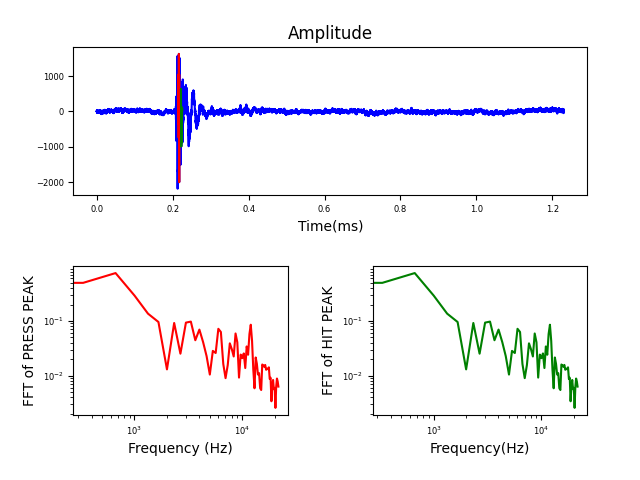 Amplitude
1000
0
−1000
−2000
0.0 0.2 0.4 0.6 0.8 1.0 1.2
Time(ms)
FFT of PRESS PEAK
10⁻¹
10⁻²
10³ 10⁴
Frequency (Hz)
FFT of HIT PEAK
10⁻¹
10⁻²
10³ 10⁴
Frequency(Hz)